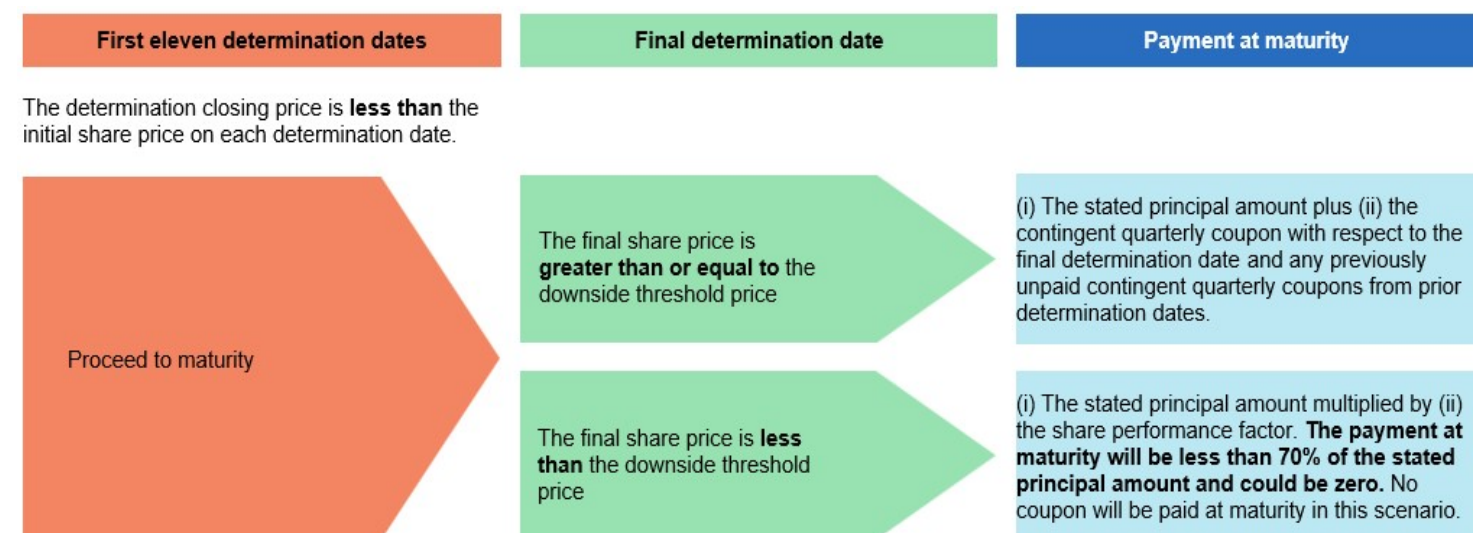 First eleven determination dates
Final determination date
Payment at maturity
The determination closing price is less than the
initial share price on each determination date.
Proceed to maturity
The final share price is
greater than or equal to the
downside threshold price
(i) The stated principal amount plus (ii) the
contingent quarterly coupon with respect to the
final determination date and any previously
unpaid contingent quarterly coupons from prior
determination dates.
The final share price is less
than the downside threshold
price
(i) The stated principal amount multiplied by (ii)
the share performance factor. The payment at
maturity will be less than 70% of the stated
principal amount and could be zero. No
coupon will be paid at maturity in this scenario.